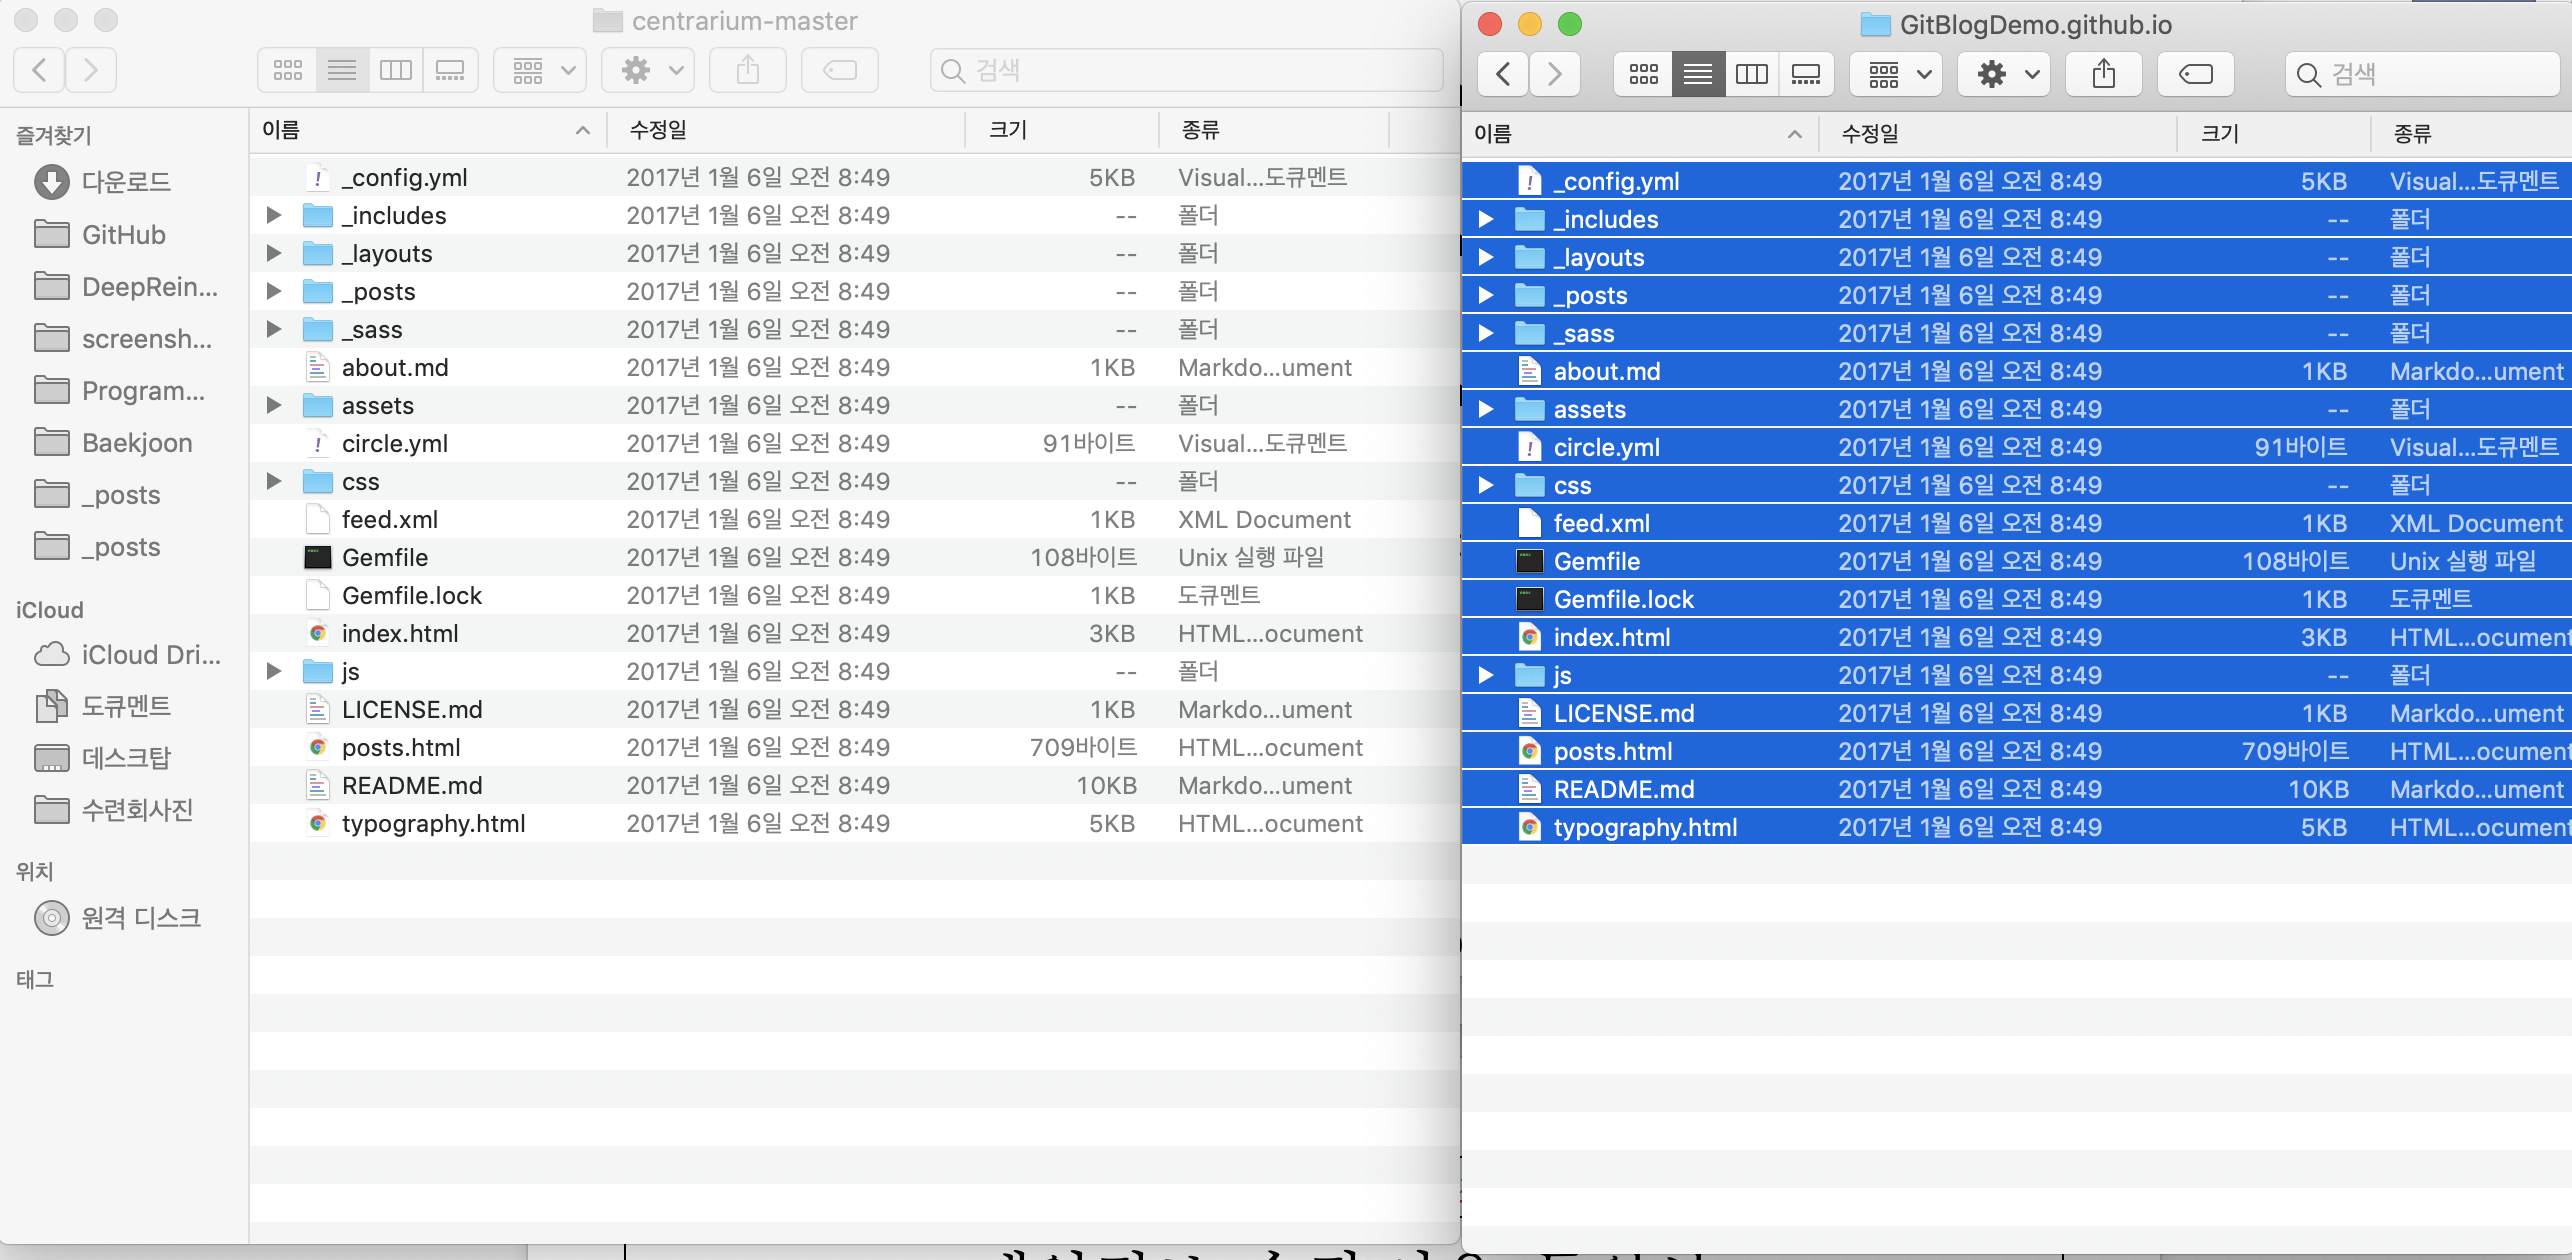 centrarium-master
검색
즐겨찾기
다운로드
GitHub
DeepRein...
screensh...
Program...
Baekjoon
_posts
_posts
iCloud
iCloud Dri...
도큐멘트
데스크탑
수련회사진
위치
원격 디스크
태그
이름 수정일 크기 종류
_config.yml 2017년 1월 6일 오전 8:49 5KB Visual...도큐멘트
_includes 2017년 1월 6일 오전 8:49 -- 폴더
_layouts 2017년 1월 6일 오전 8:49 -- 폴더
_posts 2017년 1월 6일 오전 8:49 -- 폴더
_sass 2017년 1월 6일 오전 8:49 -- 폴더
about.md 2017년 1월 6일 오전 8:49 1KB Markdo...ument
assets 2017년 1월 6일 오전 8:49 -- 폴더
circle.yml 2017년 1월 6일 오전 8:49 91바이트 Visual...도큐멘트
css 2017년 1월 6일 오전 8:49 -- 폴더
feed.xml 2017년 1월 6일 오전 8:49 1KB XML Document
Gemfile 2017년 1월 6일 오전 8:49 108바이트 Unix 실행 파일
Gemfile.lock 2017년 1월 6일 오전 8:49 1KB 도큐멘트
index.html 2017년 1월 6일 오전 8:49 3KB HTML...ocument
js 2017년 1월 6일 오전 8:49 -- 폴더
LICENSE.md 2017년 1월 6일 오전 8:49 1KB Markdo...ument
posts.html 2017년 1월 6일 오전 8:49 709바이트 HTML...ocument
README.md 2017년 1월 6일 오전 8:49 10KB Markdo...ument
typography.html 2017년 1월 6일 오전 8:49 5KB HTML...ocument
GitBlogDemo.github.io
검색
이름 수정일 크기 종류
_config.yml 2017년 1월 6일 오전 8:49 5KB Visual...도큐멘트
_includes 2017년 1월 6일 오전 8:49 -- 폴더
_layouts 2017년 1월 6일 오전 8:49 -- 폴더
_posts 2017년 1월 6일 오전 8:49 -- 폴더
_sass 2017년 1월 6일 오전 8:49 -- 폴더
about.md 2017년 1월 6일 오전 8:49 1KB Markdo...ument
assets 2017년 1월 6일 오전 8:49 -- 폴더
circle.yml 2017년 1월 6일 오전 8:49 91바이트 Visual...도큐멘트
css 2017년 1월 6일 오전 8:49 -- 폴더
feed.xml 2017년 1월 6일 오전 8:49 1KB XML Document
Gemfile 2017년 1월 6일 오전 8:49 108바이트 Unix 실행 파일
Gemfile.lock 2017년 1월 6일 오전 8:49 1KB 도큐멘트
index.html 2017년 1월 6일 오전 8:49 3KB HTML...ocument
js 2017년 1월 6일 오전 8:49 -- 폴더
LICENSE.md 2017년 1월 6일 오전 8:49 1KB Markdo...ument
posts.html 2017년 1월 6일 오전 8:49 709바이트 HTML...ocument
README.md 2017년 1월 6일 오전 8:49 10KB Markdo...ument
typography.html 2017년 1월 6일 오전 8:49 5KB HTML...ocument